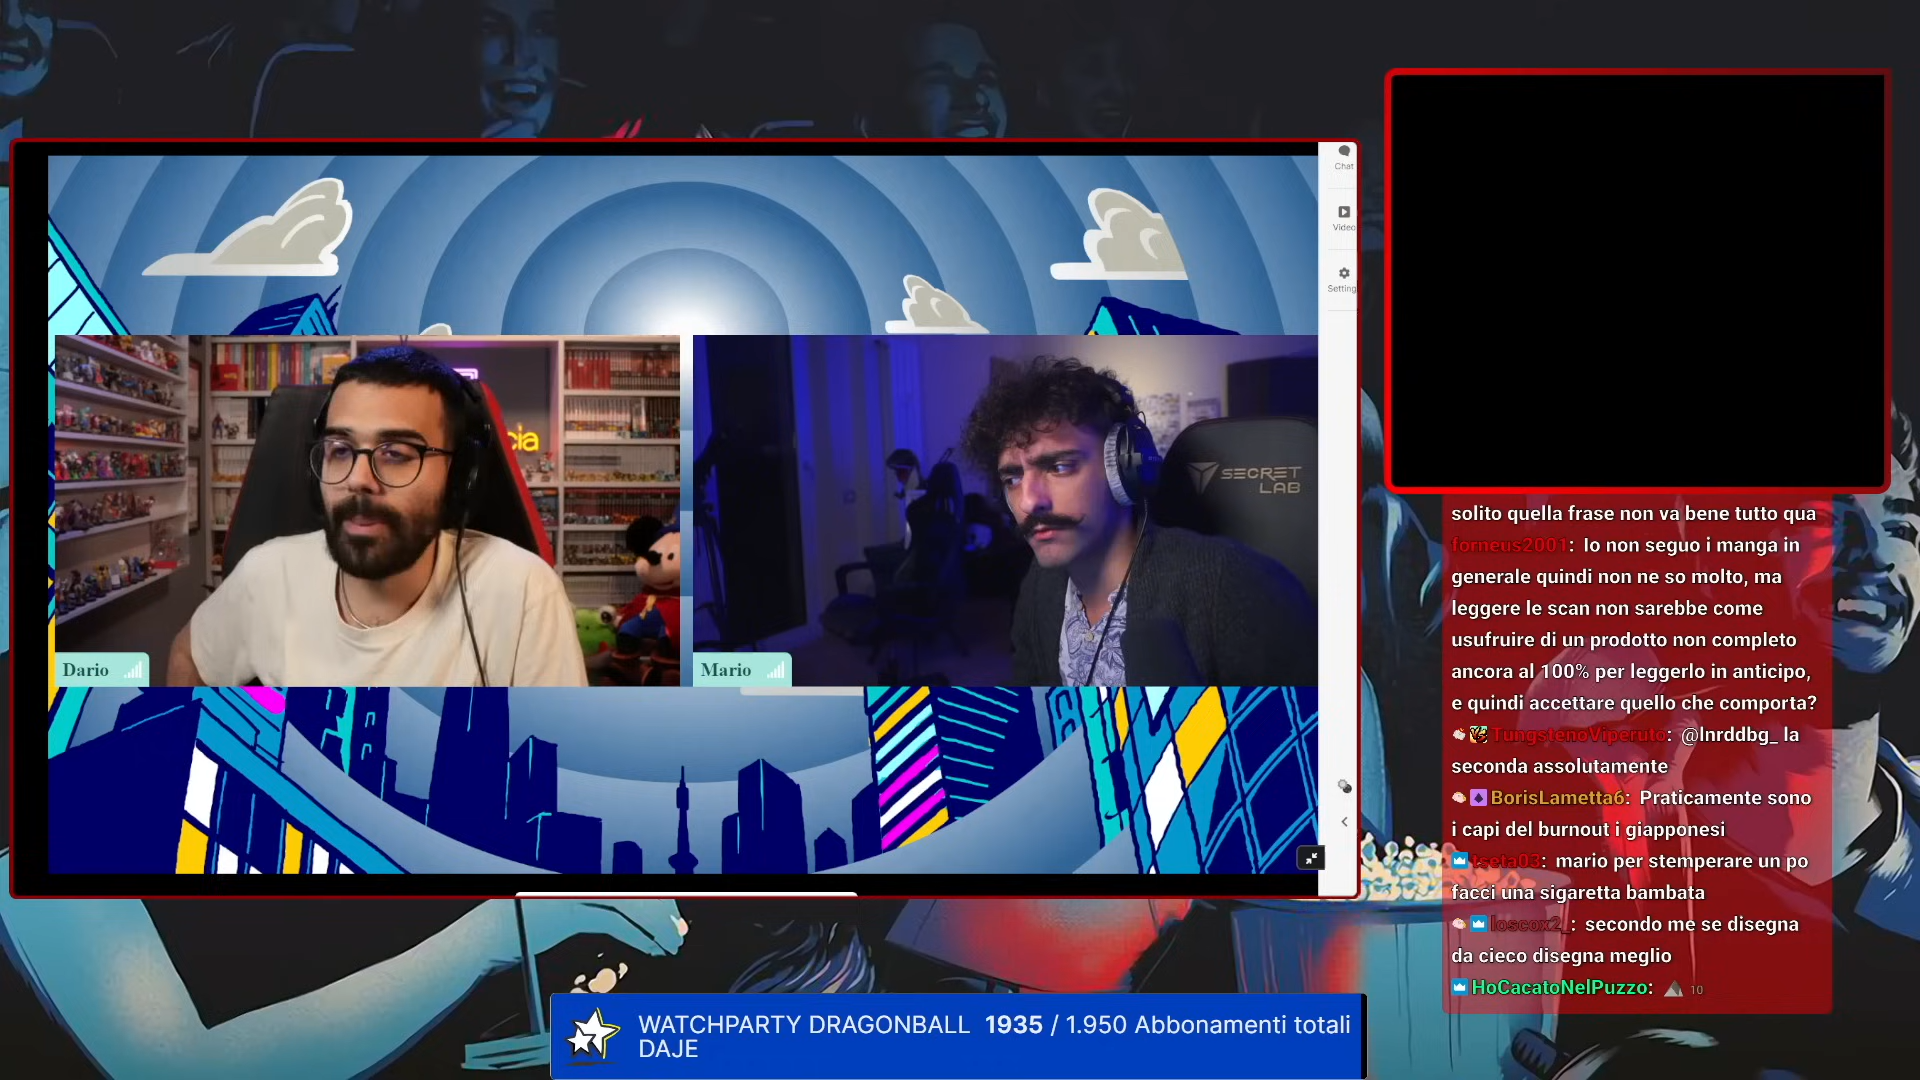 Chat
Video
Setting
cia
SECRET
LAB
Dario
Mario
solito quella frase non va bene tutto qua
forneus2001: Io non seguo i manga in
generale quindi non ne so molto, ma
leggere le scan non sarebbe come
usufruire di un prodotto non completo
ancora al 100% per leggerlo in anticipo,
e quindi accettare quello che comporta?
TungstenoViperuto: @lnrddbg_ la
seconda assolutamente
BorisLametta6: Praticamente sono
i capi del burnout i giapponesi
tseta03: mario per stemperare un po
facci una sigaretta bambata
loscox2_: secondo me se disegna
da cieco disegna meglio
HoCacatoNelPuzzo: 10
WATCHPARTY DRAGONBALL 1935 / 1.950 Abbonamenti totali
DAJE